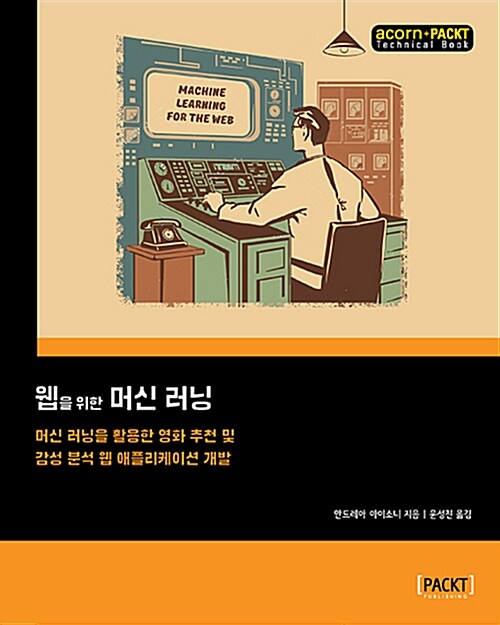 acorn+PACKT
Technical Book
MACHINE
LEARNING
FOR THE WEB
웹을 위한 머신 러닝
머신 러닝을 활용한 영화 추천 및
감성 분석 웹 애플리케이션 개발
안드레아 아이소니 지음 | 윤성진 옮김
[PACKT]
PUBLISHING